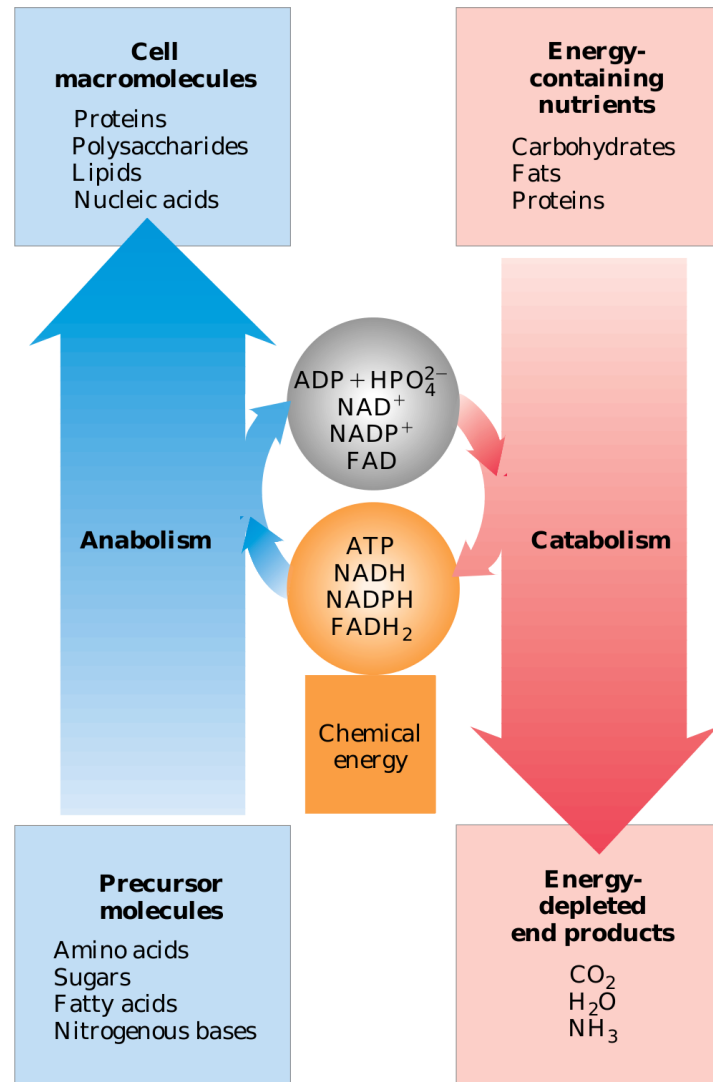 Cell
macromolecules
Proteins
Polysaccharides
Lipids
Nucleic acids
Energy-
containing
nutrients
Carbohydrates
Fats
Proteins
ADP + HPO₄²⁻
NAD⁺
NADP⁺
FAD
Anabolism
ATP
NADH
NADPH
FADH₂
Catabolism
Chemical
energy
Precursor
molecules
Amino acids
Sugars
Fatty acids
Nitrogenous bases
Energy-
depleted
end products
CO₂
H₂O
NH₃